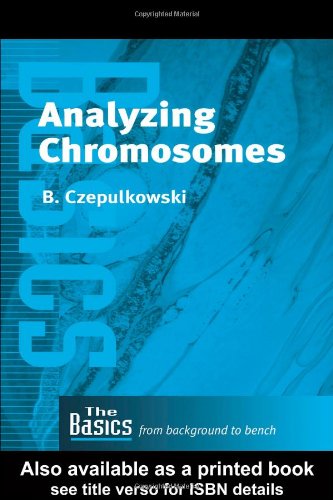 Basics
Analyzing
Chromosomes
B. Czepulkowski
The
Basics from background to bench
Copyrighted Material
Also available as a printed book
see title verso for ISBN details